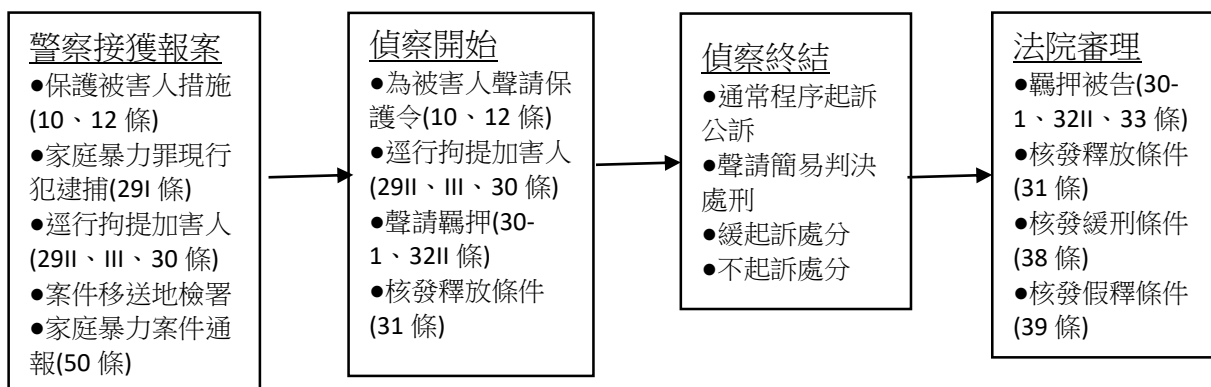 警察接獲報案
●保護被害人措施
(10、12 條)
●家庭暴力罪現行
犯逮捕(29I 條)
●逕行拘提加害人
(29II、III、30 條)
●案件移送地檢署
●家庭暴力案件通
報(50 條)
偵察開始
●為被害人聲請保
護令(10、12 條)
●逕行拘提加害人
(29II、III、30 條)
●聲請羈押(30-
1、32II 條)
●核發釋放條件
(31 條)
偵察終結
●通常程序起訴
公訴
●聲請簡易判決
處刑
●緩起訴處分
●不起訴處分
法院審理
●羈押被告(30-
1、32II、33 條)
●核發釋放條件
(31 條)
●核發緩刑條件
(38 條)
●核發假釋條件
(39 條)